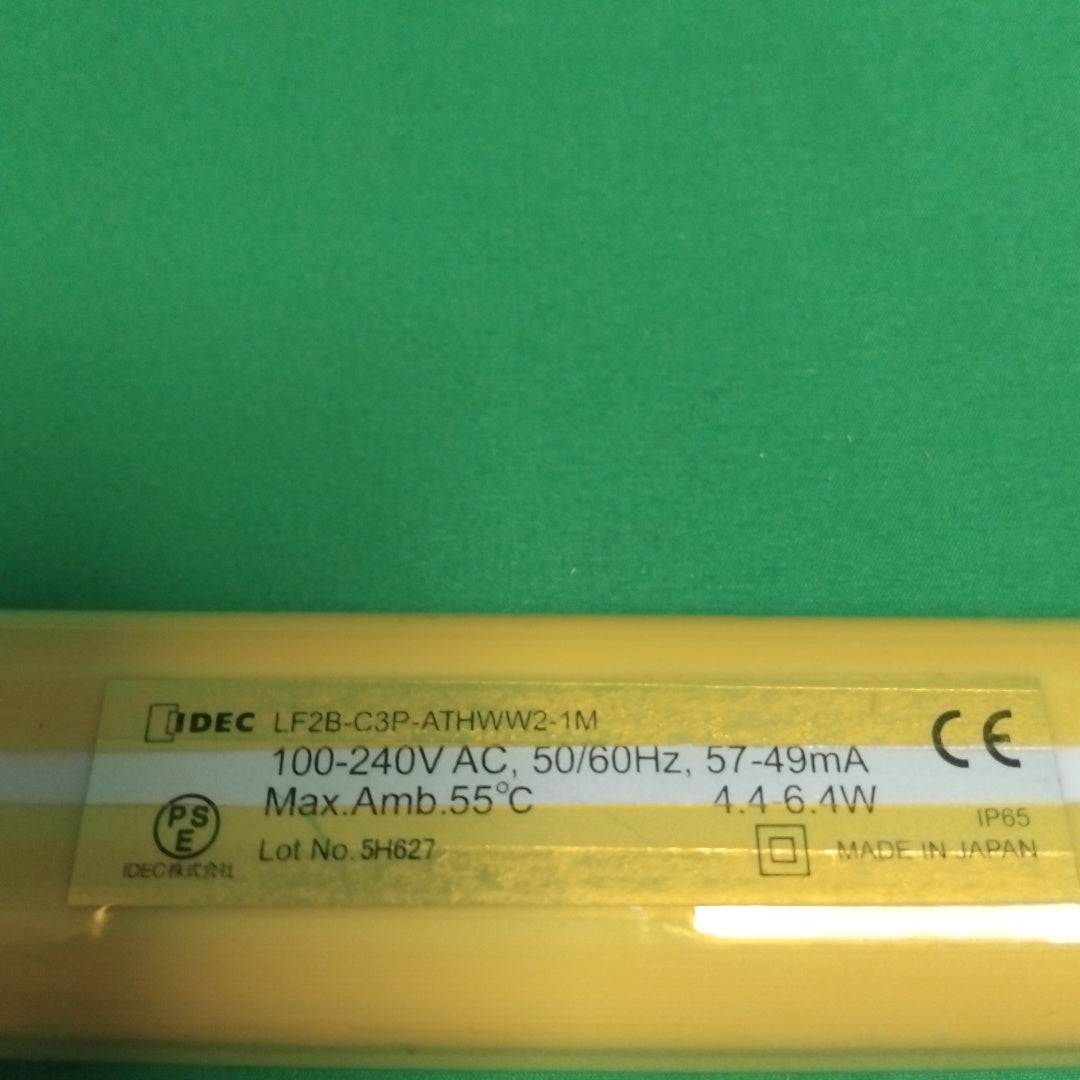 IDEC LF2B-C3P-ATHWW2-1M
100-240V AC, 50/60Hz, 57-49mA
Max.Amb.55°C 4.4-6.4W
IP65
PSE
Lot No. 5H627 MADE IN JAPAN
IDEC株式会社
CE